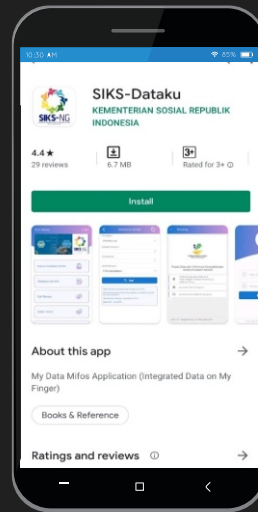 10:30 AM
85%
SIKS-NG
SIKS-Dataku
KEMENTERIAN SOSIAL REPUBLIK
INDONESIA
4.4★
29 reviews
6.7 MB
3+
Rated for 3+
Install
About this app
My Data Mifos Application (Integrated Data on My
Finger)
Books & Reference
Ratings and reviews